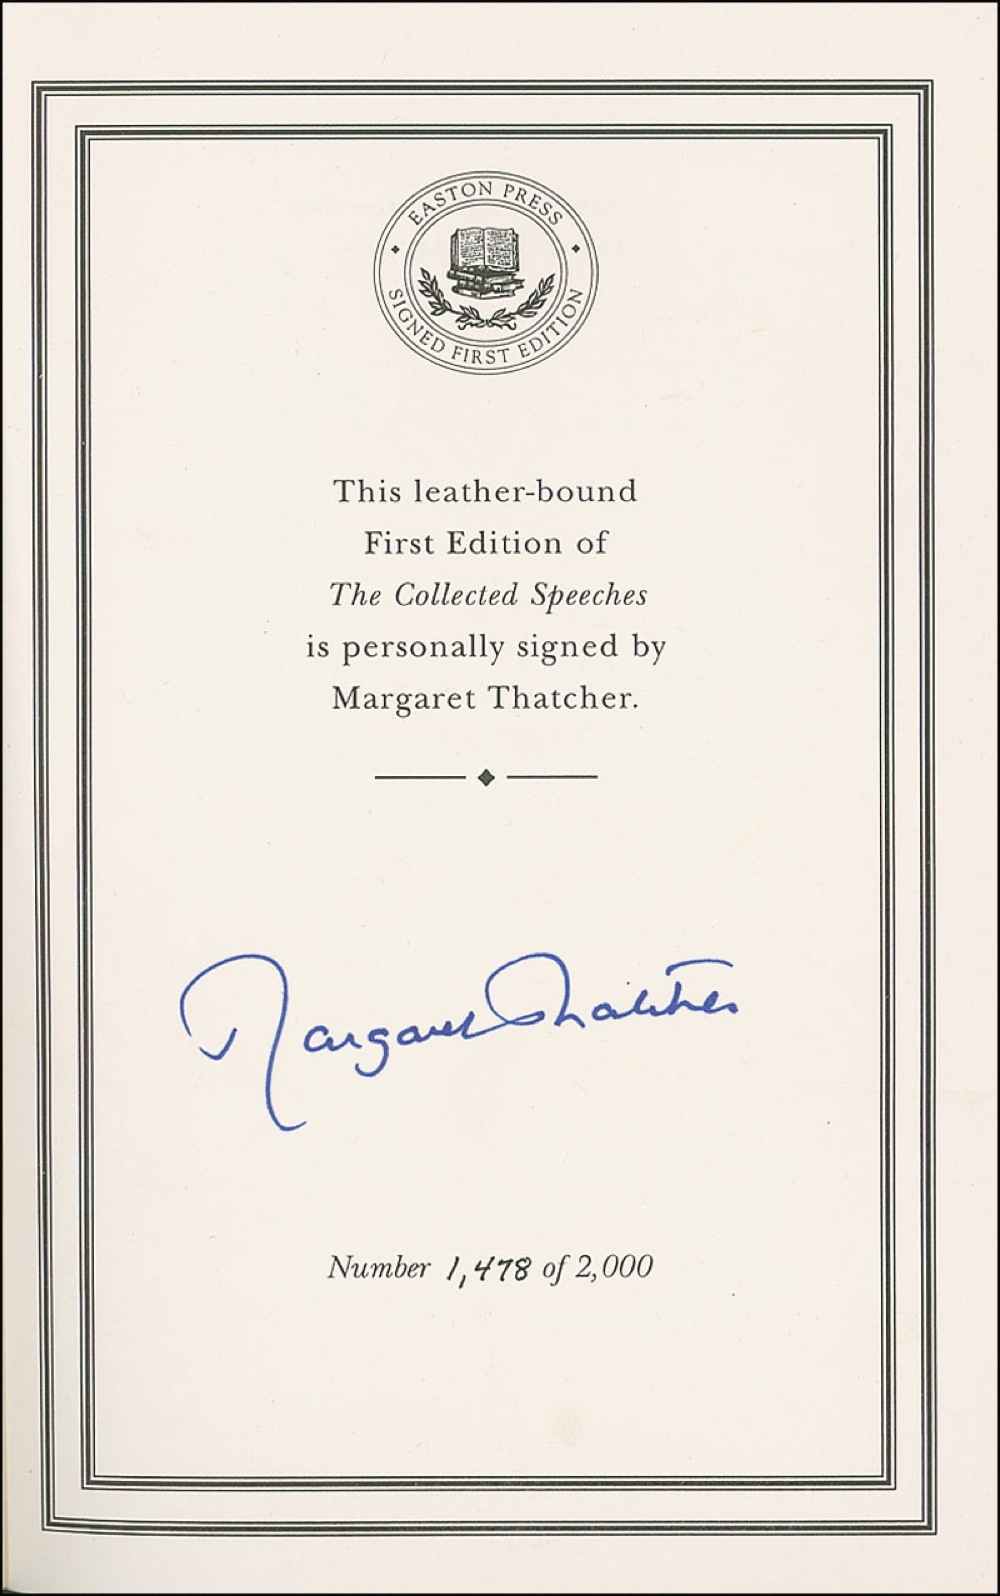 EASTON PRESS
SIGNED FIRST EDITION
This leather-bound
First Edition of
The Collected Speeches
is personally signed by
Margaret Thatcher.
Margaret Thatcher
Number 1,478 of 2,000